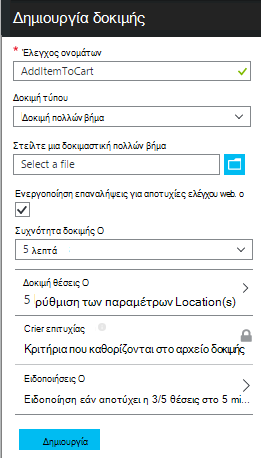 Δημιουργία δοκιμής
* Έλεγχος ονομάτων
AddItemToCart
Δοκιμή τύπου
Δοκιμή πολλών βήμα
Στείλτε μια δοκιμαστική πολλών βήμα
Select a file
Ενεργοποίηση επαναλήψεις για αποτυχίες ελέγχου web. ο
Συχνότητα δοκιμής Ο
5 λεπτά
Δοκιμή θέσεις Ο
5 ρύθμιση των παραμέτρων Location(s)
Crier επιτυχίας
Κριτήρια που καθορίζονται στο αρχείο δοκιμής
Ειδοποιήσεις Ο
Ειδοποίηση εάν αποτύχει η 3/5 θέσεις στο 5 mi...
Δημιουργία